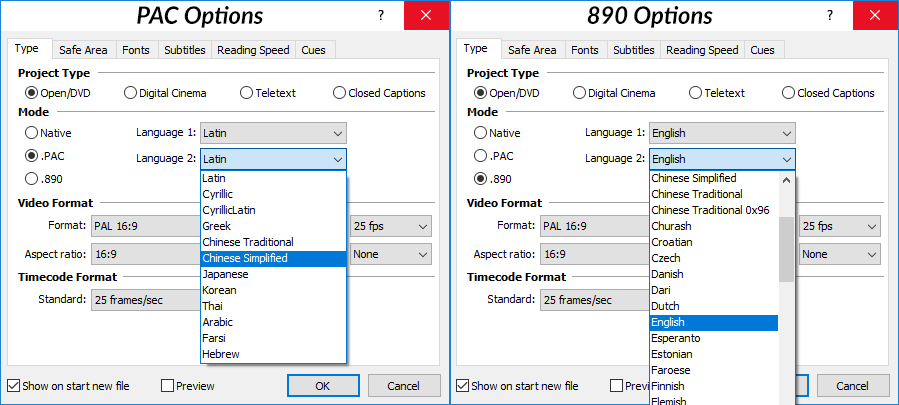 PAC Options
?
Type Safe Area Fonts Subtitles Reading Speed Cues
Project Type
Open/DVD Digital Cinema Teletext Closed Captions
Mode
Native Language 1: Latin
.PAC Language 2: Latin
.890
Latin
Cyrillic
CyrillicLatin
Greek
Chinese Traditional
Chinese Simplified
Japanese
Korean
Thai
Arabic
Farsi
Hebrew
Video Format
Format: PAL 16:9 25 fps
Aspect ratio: 16:9 None
Timecode Format
Standard: 25 frames/sec
Show on start new file Preview OK Cancel
890 Options
?
Type Safe Area Fonts Subtitles Reading Speed Cues
Project Type
Open/DVD Digital Cinema Teletext Closed Captions
Mode
Native Language 1: English
.PAC Language 2: English
.890
Chinese Simplified
Chinese Traditional
Chinese Traditional 0x96
Churash
Croatian
Czech
Danish
Dari
Dutch
English
Esperanto
Estonian
Faroese
Finnish
Flemish
Video Format
Format: PAL 16:9 25 fps
Aspect ratio: 16:9 None
Timecode Format
Standard: 25 frames/sec
Show on start new file Previ Cancel